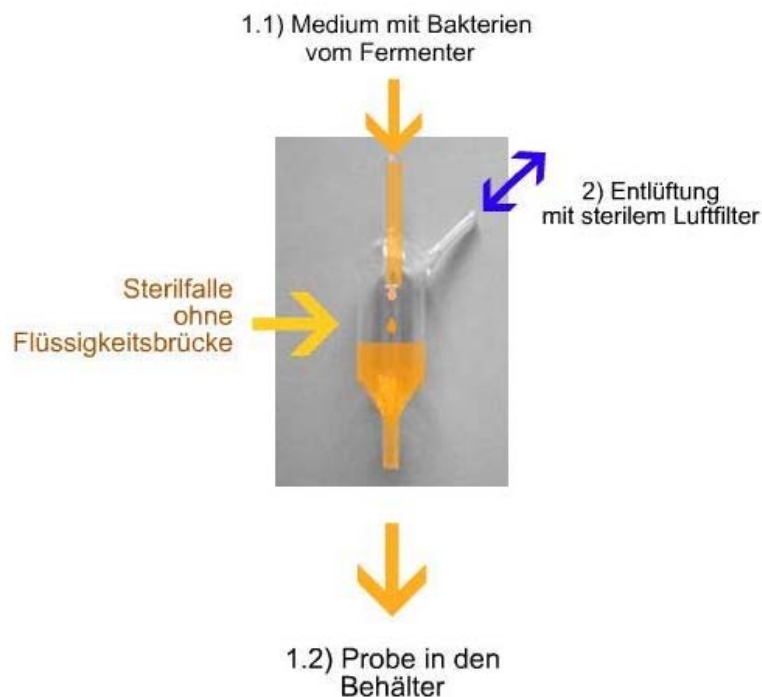 1.1) Medium mit Bakterien
vom Fermenter
2) Entlüftung
mit sterilem Luftfilter
Sterilfalle
ohne
Flüssigkeitsbrücke
1.2) Probe in den
Behälter